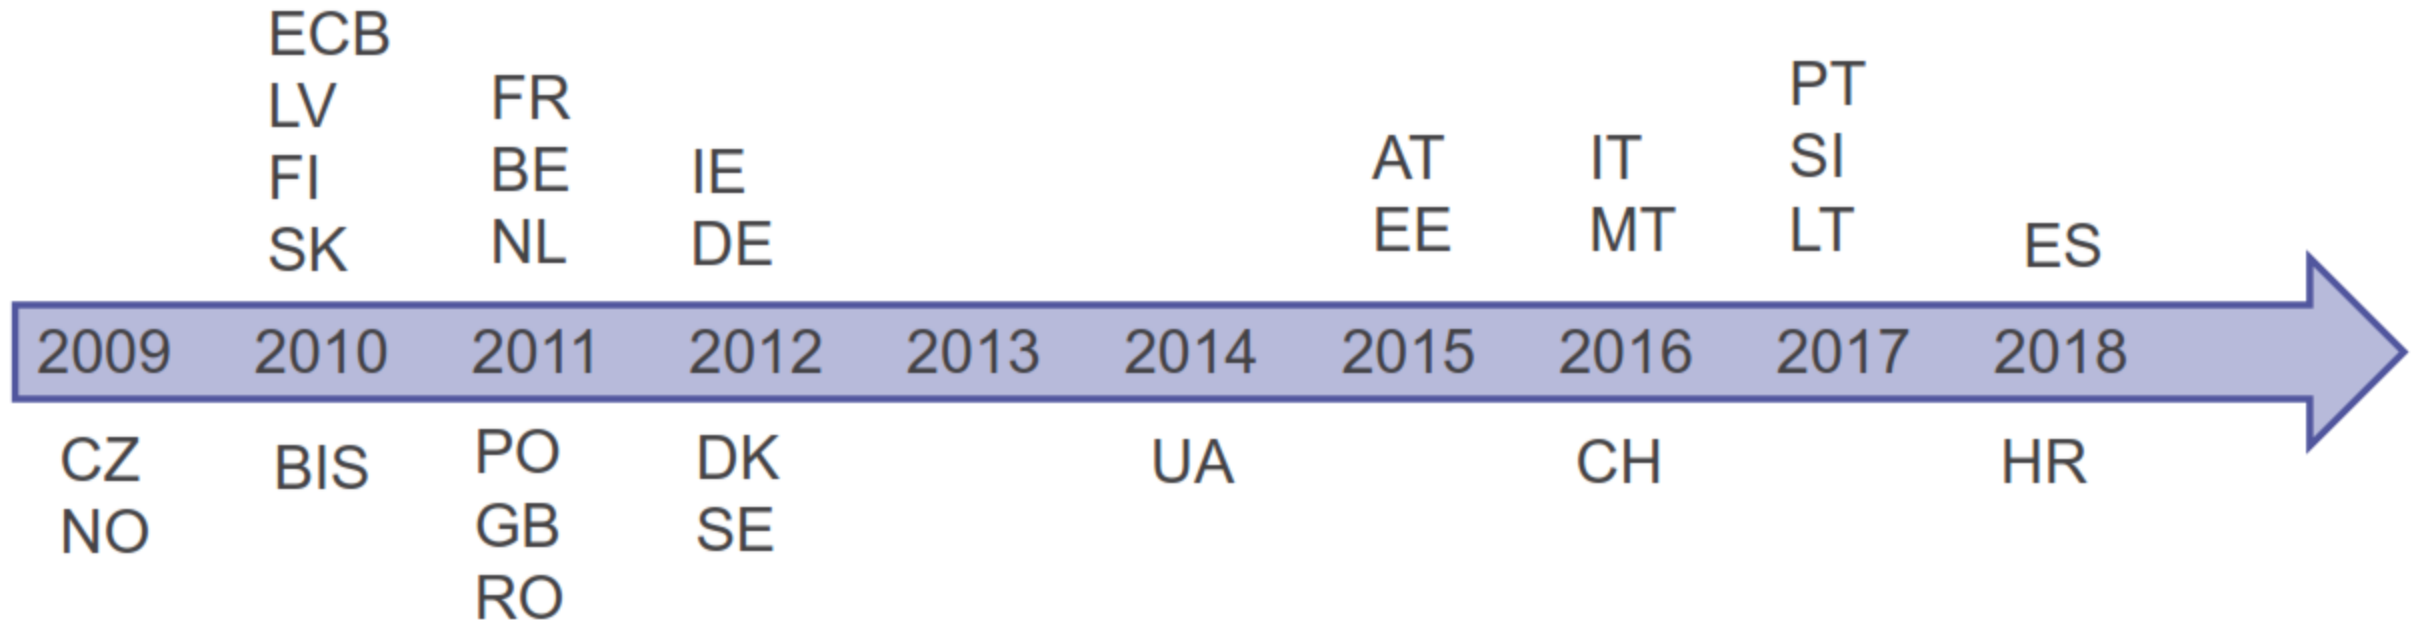 ECB
LV
FI
SK
FR
BE
NL
IE
DE
AT
EE
IT
MT
PT
SI
LT
ES
2009 2010 2011 2012 2013 2014 2015 2016 2017 2018
CZ
NO
BIS
PO
GB
RO
DK
SE
UA
CH
HR